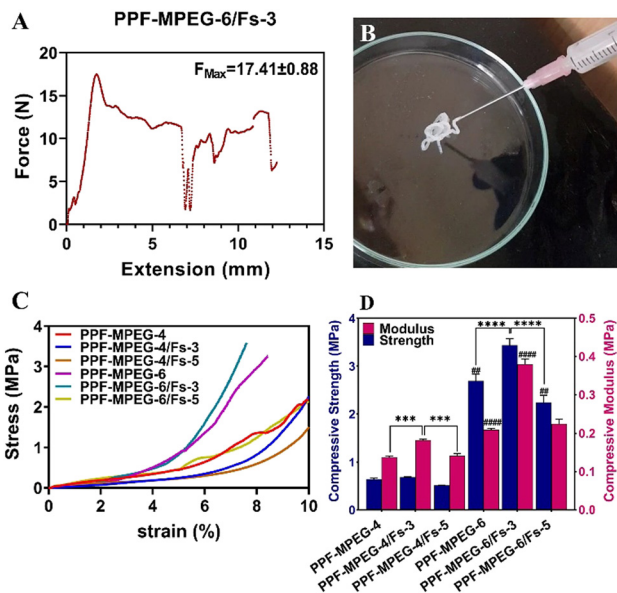 A
PPF-MPEG-6/Fs-3
FMax=17.41±0.88
Force (N)
20
15
10
5
0
0 5 10 15
Extension (mm)
B
C
PPF-MPEG-4
PPF-MPEG-4/Fs-3
PPF-MPEG-4/Fs-5
PPF-MPEG-6
PPF-MPEG-6/Fs-3
PPF-MPEG-6/Fs-5
Stress (MPa)
4
3
2
1
0
0 2 4 6 8 10
strain (%)
D
Modulus
Strength
**** ****
*** ***
## #### #### ##
Compressive Strength (MPa)
4
3
2
1
0
Compressive Modulus (MPa)
0.5
0.4
0.3
0.2
0.1
0.0
PPF-MPEG-4
PPF-MPEG-4/Fs-3
PPF-MPEG-4/Fs-5
PPF-MPEG-6
PPF-MPEG-6/Fs-3
PPF-MPEG-6/Fs-5